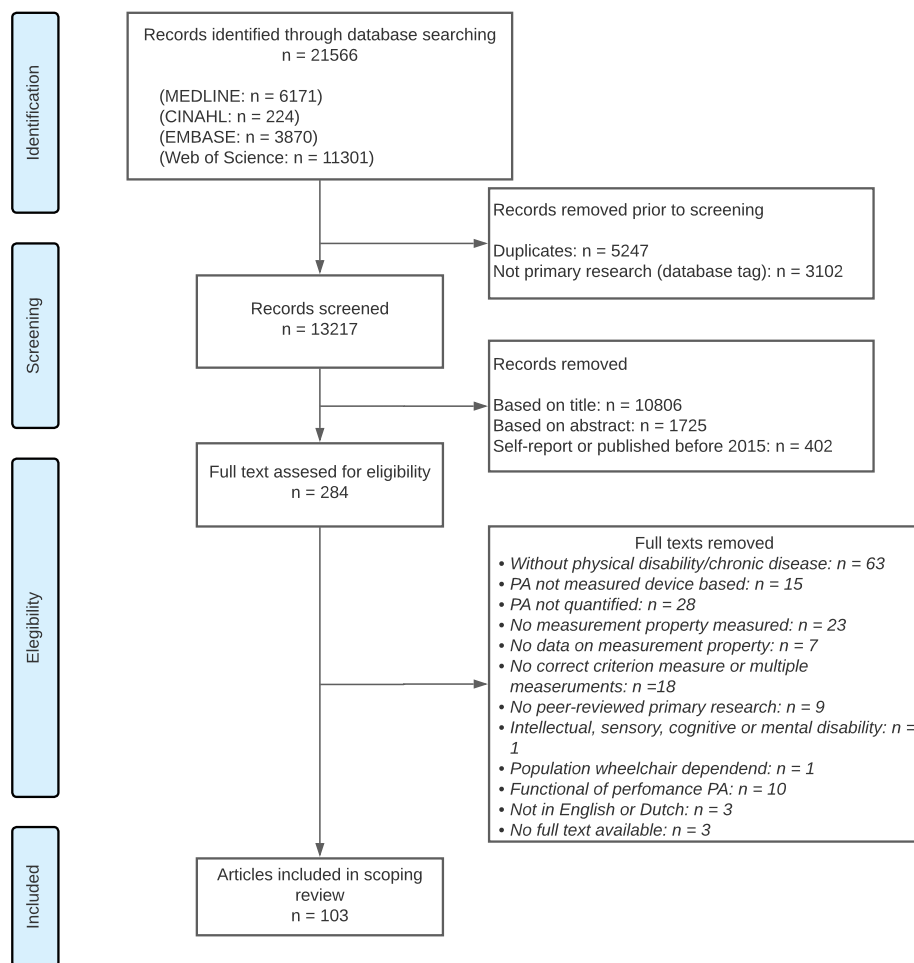 Identification
Records identified through database searching
n = 21566
(MEDLINE: n = 6171)
(CINAHL: n = 224)
(EMBASE: n = 3870)
(Web of Science: n = 11301)
Records removed prior to screening
Duplicates: n = 5247
Not primary research (database tag): n = 3102
Screening
Records screened
n = 13217
Records removed
Based on title: n = 10806
Based on abstract: n = 1725
Self-report or published before 2015: n = 402
Elegibility
Full text assesed for eligibility
n = 284
Full texts removed
• Without physical disability/chronic disease: n = 63
• PA not measured device based: n = 15
• PA not quantified: n = 28
• No measurement property measured: n = 23
• No data on measurement property: n = 7
• No correct criterion measure or multiple
measeruments: n =18
• No peer-reviewed primary research: n = 9
• Intellectual, sensory, cognitive or mental disability: n =
1
• Population wheelchair dependend: n = 1
• Functional of perfomance PA: n = 10
• Not in English or Dutch: n = 3
• No full text available: n = 3
Included
Articles included in scoping
review
n = 103